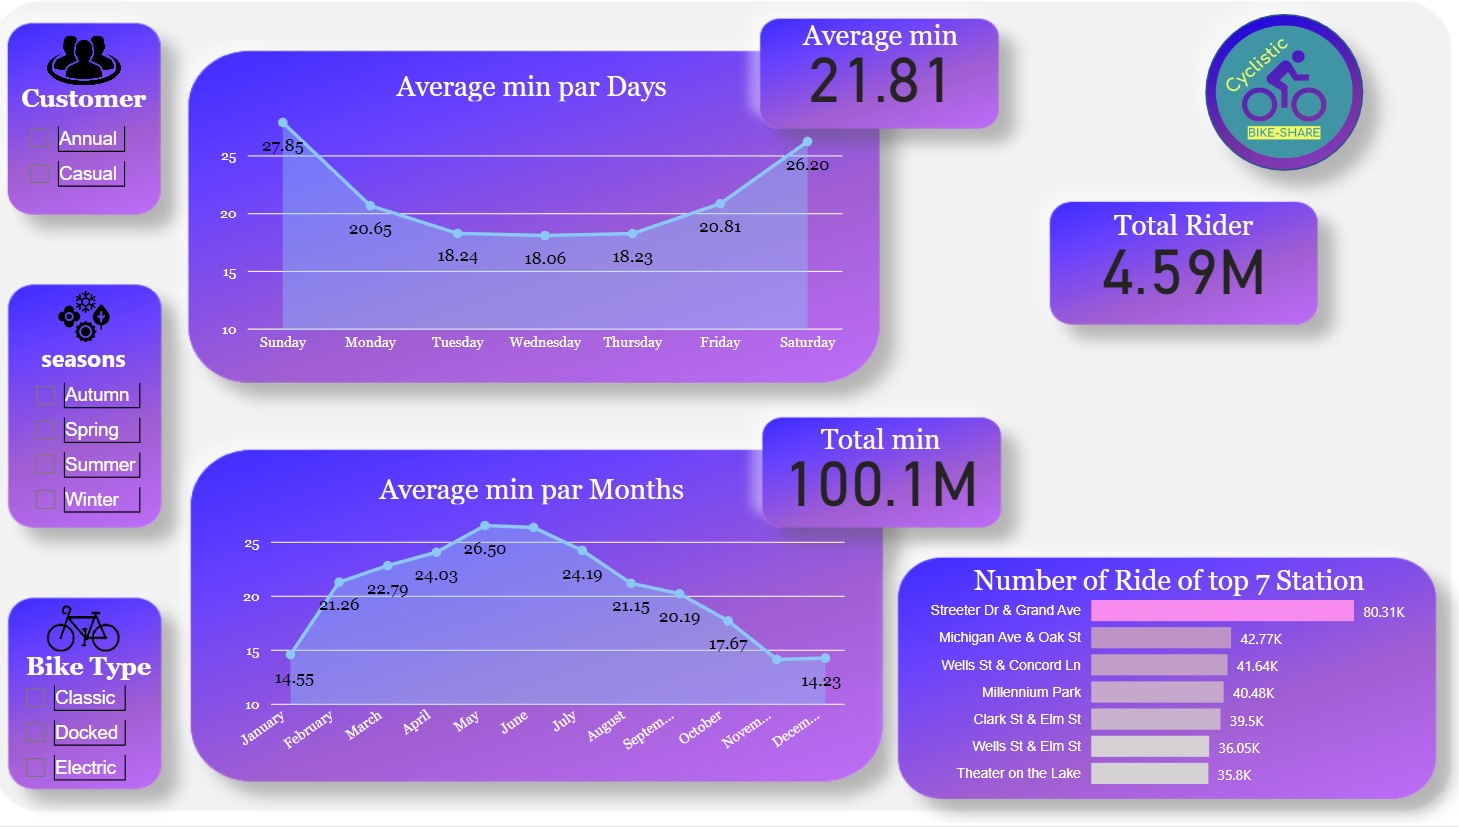 Customer
Annual
Casual
seasons
Autumn
Spring
Summer
Winter
Bike Type
Classic
Docked
Electric
Average min par Days
25
20
15
10
27.85
20.65
18.24
18.06
18.23
20.81
26.20
Sunday Monday Tuesday Wednesday Thursday Friday Saturday
Average min
21.81
Cyclistic
BIKE-SHARE
Total Rider
4.59M
Average min par Months
25
20
15
10
14.55
21.26
22.79
24.03
26.50
24.19
21.15
20.19
17.67
14.23
January February March April May June July August Septem... October Novem... Decem...
Total min
100.1M
Number of Ride of top 7 Station
Streeter Dr & Grand Ave 80.31K
Michigan Ave & Oak St 42.77K
Wells St & Concord Ln 41.64K
Millennium Park 40.48K
Clark St & Elm St 39.5K
Wells St & Elm St 36.05K
Theater on the Lake 35.8K